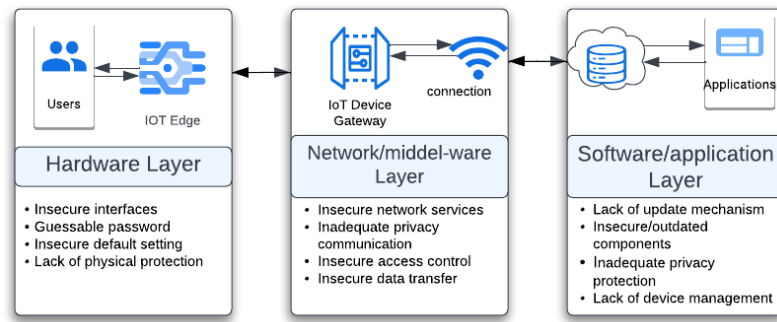 Users
IOT Edge
Hardware Layer
• Insecure interfaces
• Guessable password
• Insecure default setting
• Lack of physical protection
IoT Device
Gateway
connection
Network/middel-ware
Layer
• Insecure network services
• Inadequate privacy
communication
• Insecure access control
• Insecure data transfer
Applications
Software/application
Layer
• Lack of update mechanism
• Insecure/outdated
components
• Inadequate privacy
protection
• Lack of device management